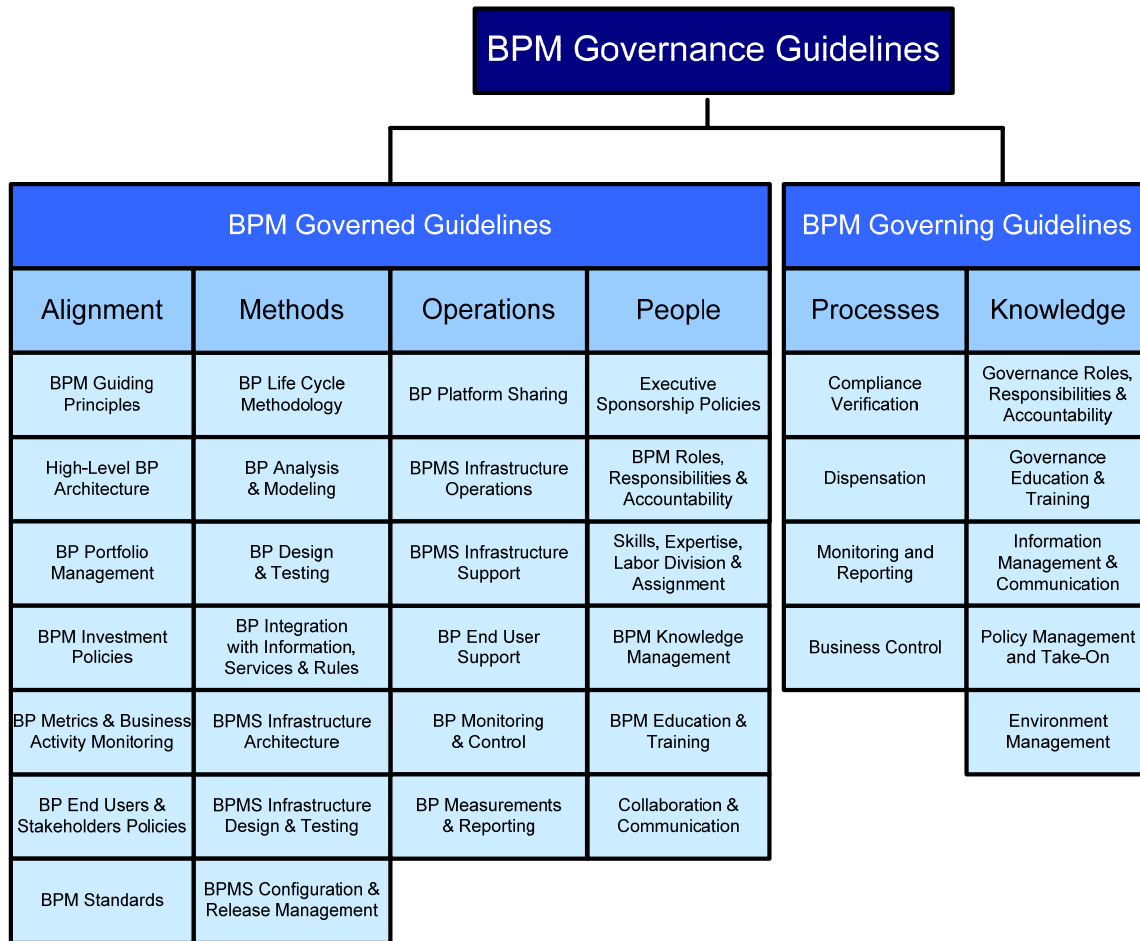 BPM Governance Guidelines
BPM Governed Guidelines
BPM Governing Guidelines
Alignment
Methods
Operations
People
Processes
Knowledge
BPM Guiding
Principles
BP Life Cycle
Methodology
BP Platform Sharing
Executive
Sponsorship Policies
Compliance
Verification
Governance Roles,
Responsibilities &
Accountability
High-Level BP
Architecture
BP Analysis
& Modeling
BPMS Infrastructure
Operations
BPM Roles,
Responsibilities &
Accountability
Dispensation
Governance
Education &
Training
BP Portfolio
Management
BP Design
& Testing
BPMS Infrastructure
Support
Skills, Expertise,
Labor Division &
Assignment
Monitoring and
Reporting
Information
Management &
Communication
BPM Investment
Policies
BP Integration
with Information,
Services & Rules
BP End User
Support
BPM Knowledge
Management
Business Control
Policy Management
and Take-On
BP Metrics & Business
Activity Monitoring
BPMS Infrastructure
Architecture
BP Monitoring
& Control
BPM Education &
Training
Environment
Management
BP End Users &
Stakeholders Policies
BPMS Infrastructure
Design & Testing
BP Measurements
& Reporting
Collaboration &
Communication
BPM Standards
BPMS Configuration &
Release Management